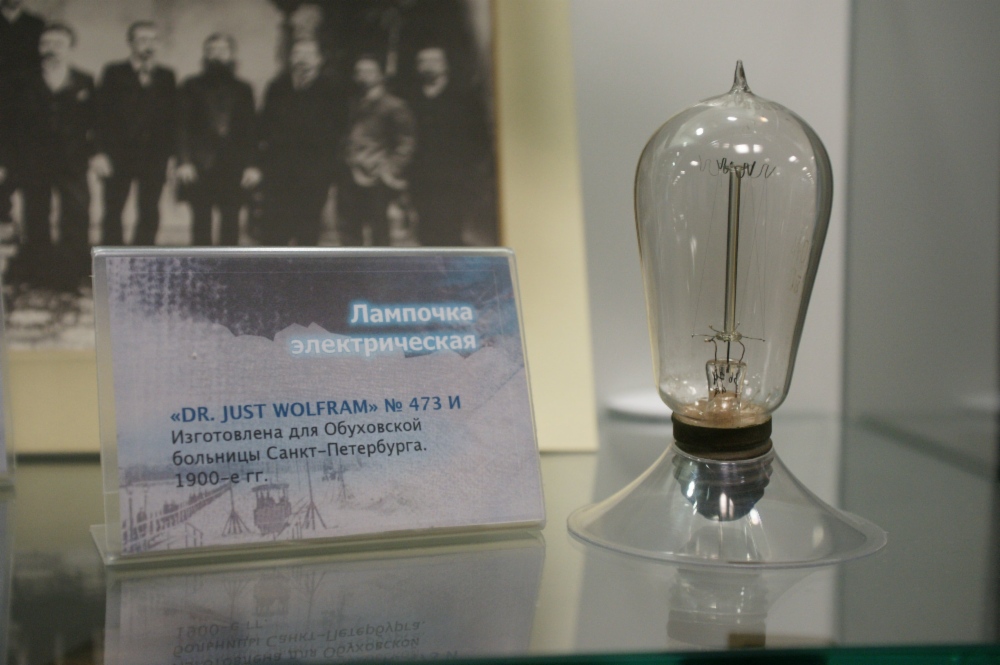 Лампочка
электрическая
«DR. JUST WOLFRAM» № 473 И
Изготовлена для Обуховской
больницы Санкт-Петербурга.
1900-е гг.